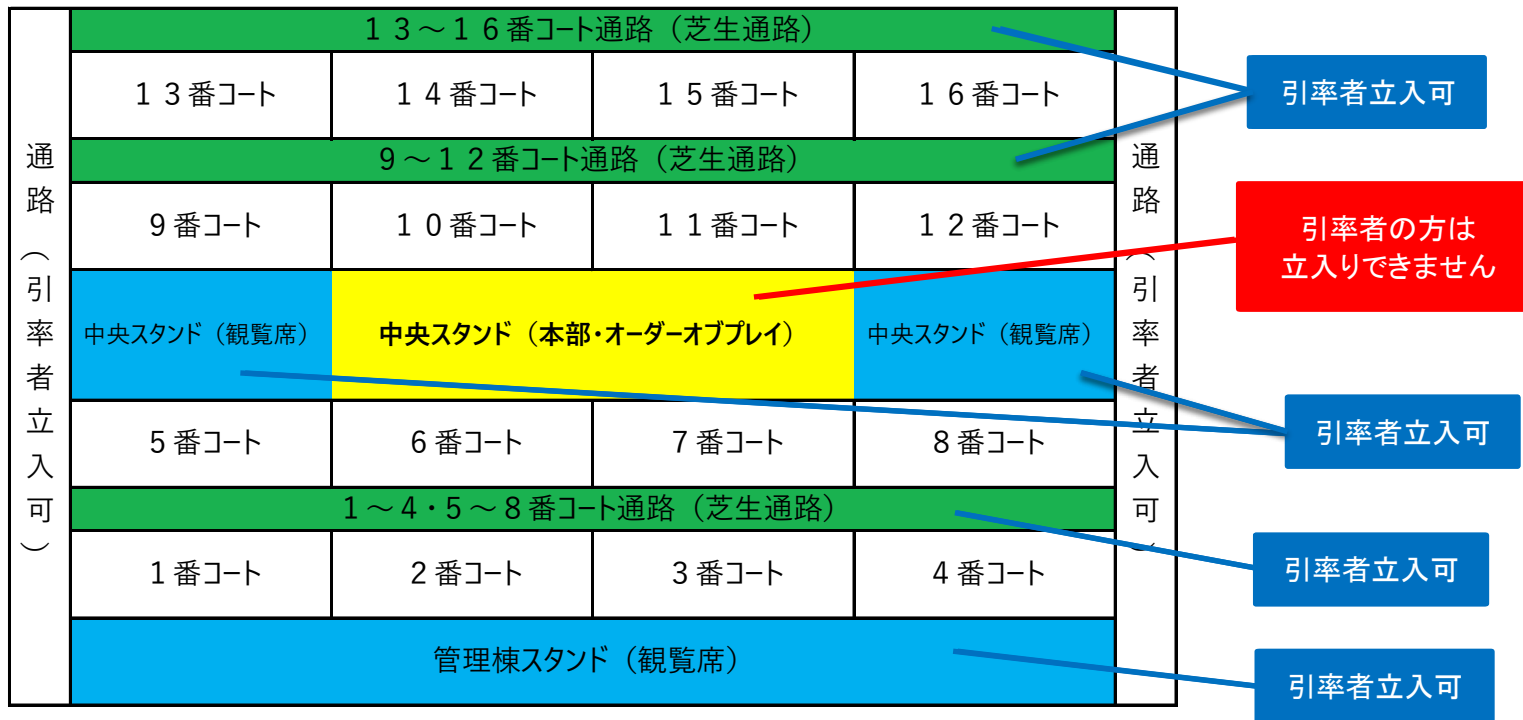 １３～１６番コート通路（芝生通路）
１３番コート
１４番コート
１５番コート
１６番コート
引率者立入可
９～１２番コート通路（芝生通路）
９番コート
１０番コート
１１番コート
１２番コート
引率者の方は
立入りできません
通路（引率者立入可）
中央スタンド（観覧席）
中央スタンド（本部・オーダーオブプレイ）
中央スタンド（観覧席）
通路（引率者立入可）
５番コート
６番コート
７番コート
８番コート
引率者立入可
１～４・５～８番コート通路（芝生通路）
１番コート
２番コート
３番コート
４番コート
引率者立入可
管理棟スタンド（観覧席）
引率者立入可